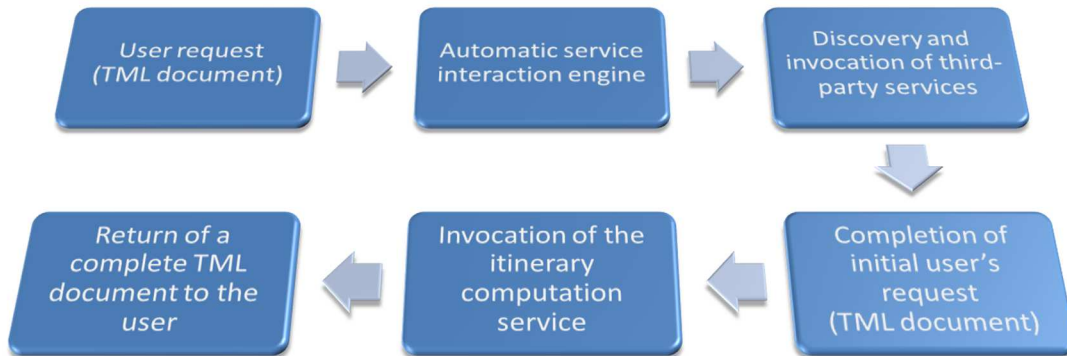 User request
(TML document)
Automatic service
interaction engine
Discovery and
invocation of third-
party services
Completion of
initial user's
request
(TML document)
Invocation of the
itinerary
computation
service
Return of a
complete TML
document to the
user